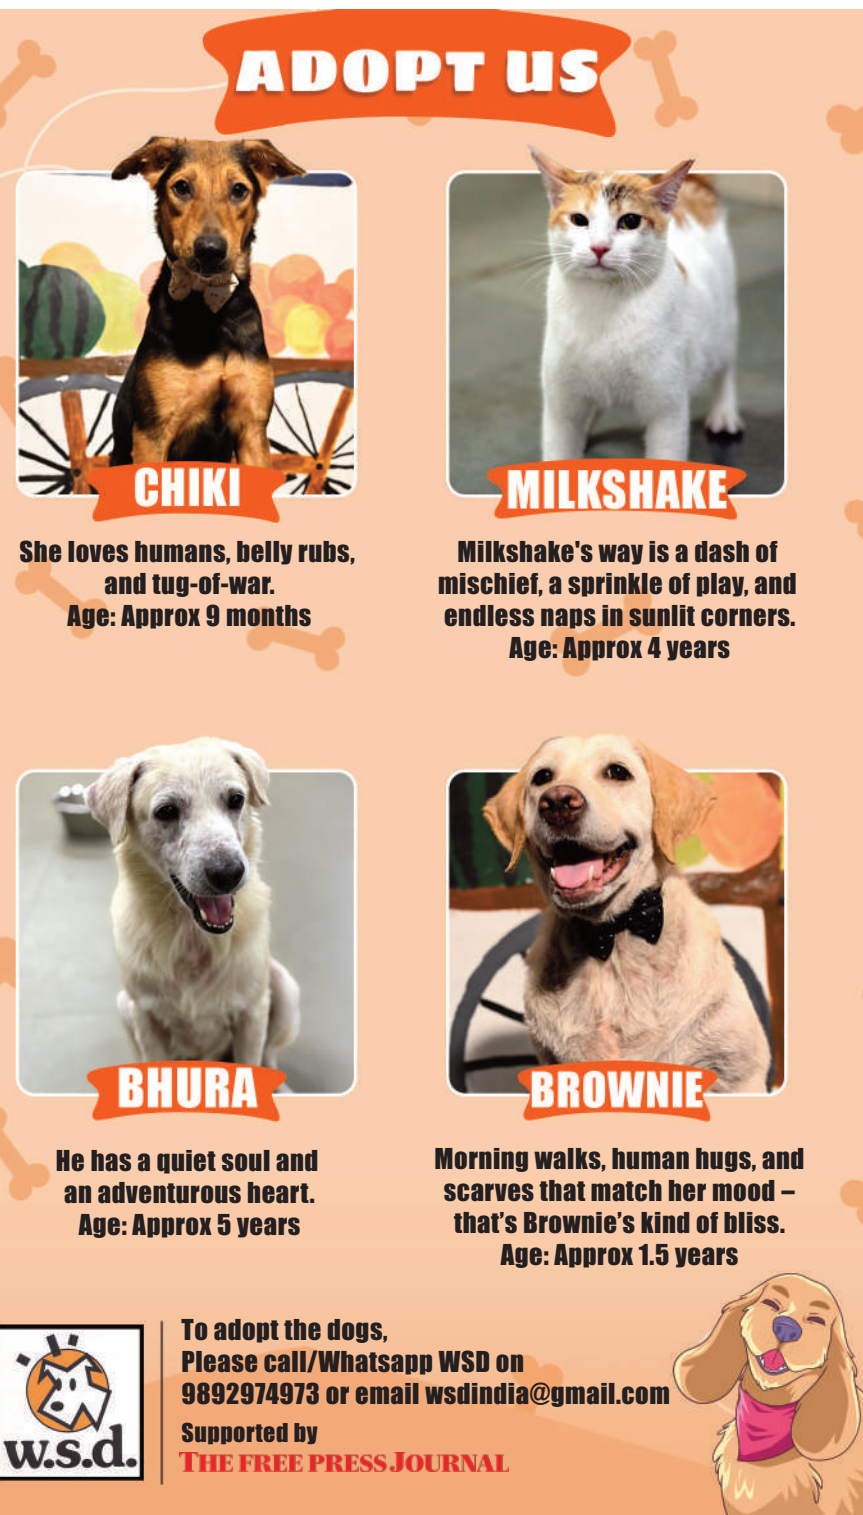 ADOPT US
CHIKI
She loves humans, belly rubs,
and tug-of-war.
Age: Approx 9 months
MILKSHAKE
Milkshake's way is a dash of
mischief, a sprinkle of play, and
endless naps in sunlit corners.
Age: Approx 4 years
BHURA
He has a quiet soul and
an adventurous heart.
Age: Approx 5 years
BROWNIE
Morning walks, human hugs, and
scarves that match her mood –
that’s Brownie’s kind of bliss.
Age: Approx 1.5 years
w.s.d.
To adopt the dogs,
Please call/Whatsapp WSD on
9892974973 or email wsdindia@gmail.com
Supported by
THE FREE PRESS JOURNAL